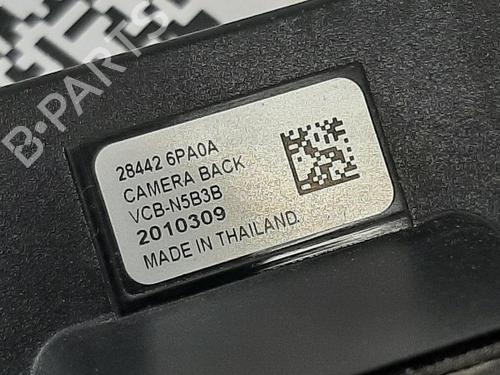 B-PARTS
28442 6PA0A
CAMERA BACK
VCB-N5B3B
2010309
MADE IN THAILAND.